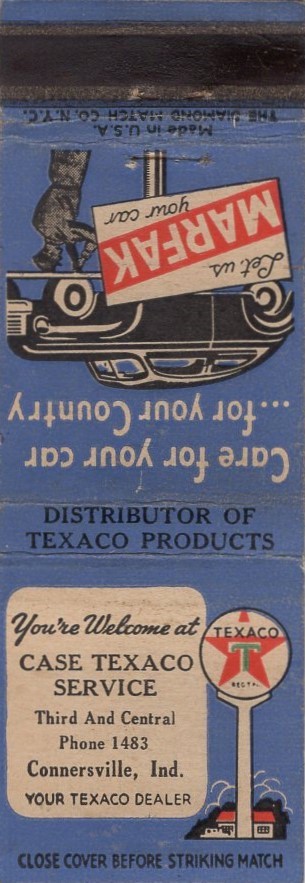 Made in U.S.A.
THE DIAMOND MATCH CO. N.Y.C.
Care for your car
...for your Country
Let us
MARFAK
your car
DISTRIBUTOR OF
TEXACO PRODUCTS
You're Welcome at
CASE TEXACO
SERVICE
Third And Central
Phone 1483
Connersville, Ind.
YOUR TEXACO DEALER
TEXACO
T
REG. T.M.
CLOSE COVER BEFORE STRIKING MATCH